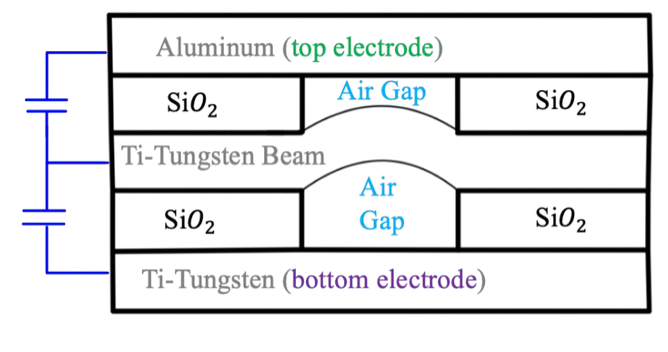 Aluminum (top electrode)
SiO₂
Air Gap
SiO₂
Ti-Tungsten Beam
SiO₂
Air
Gap
SiO₂
Ti-Tungsten (bottom electrode)